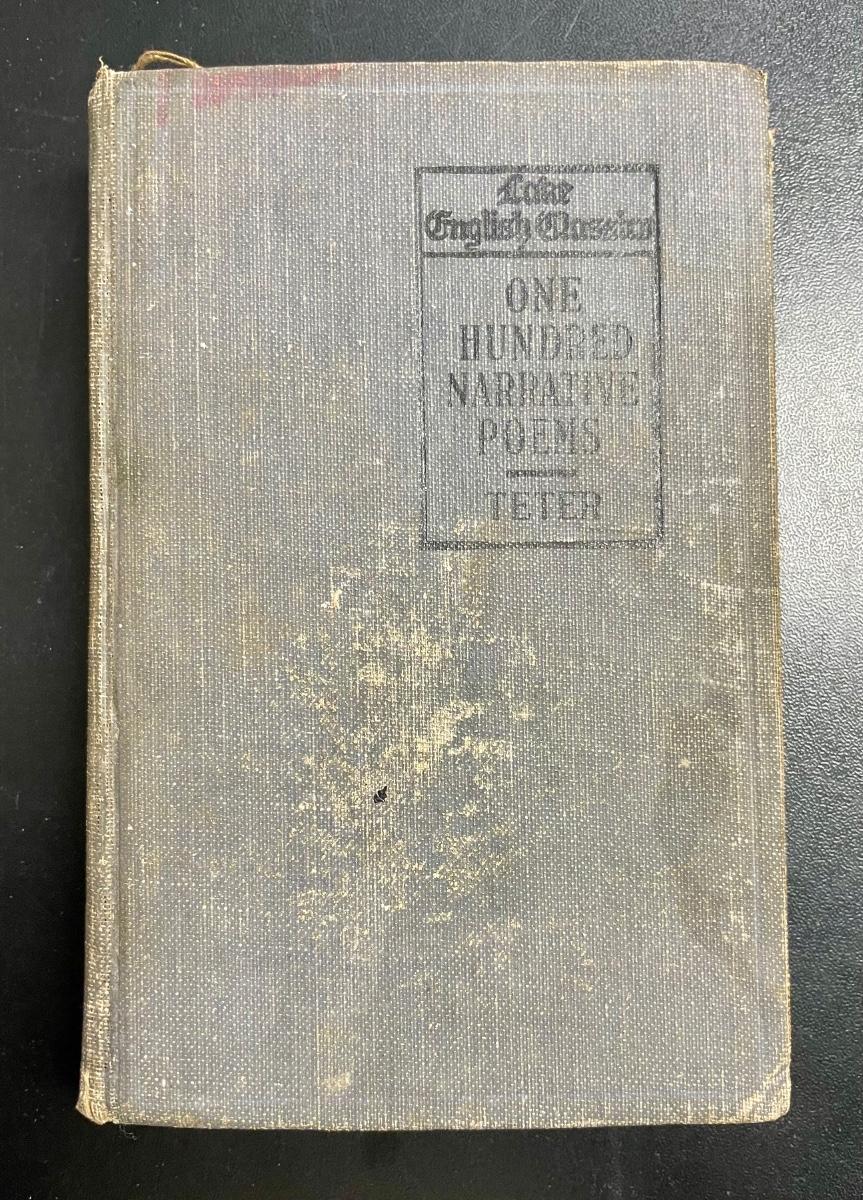 Lake
English Classics
ONE
HUNDRED
NARRATIVE
POEMS
TETER